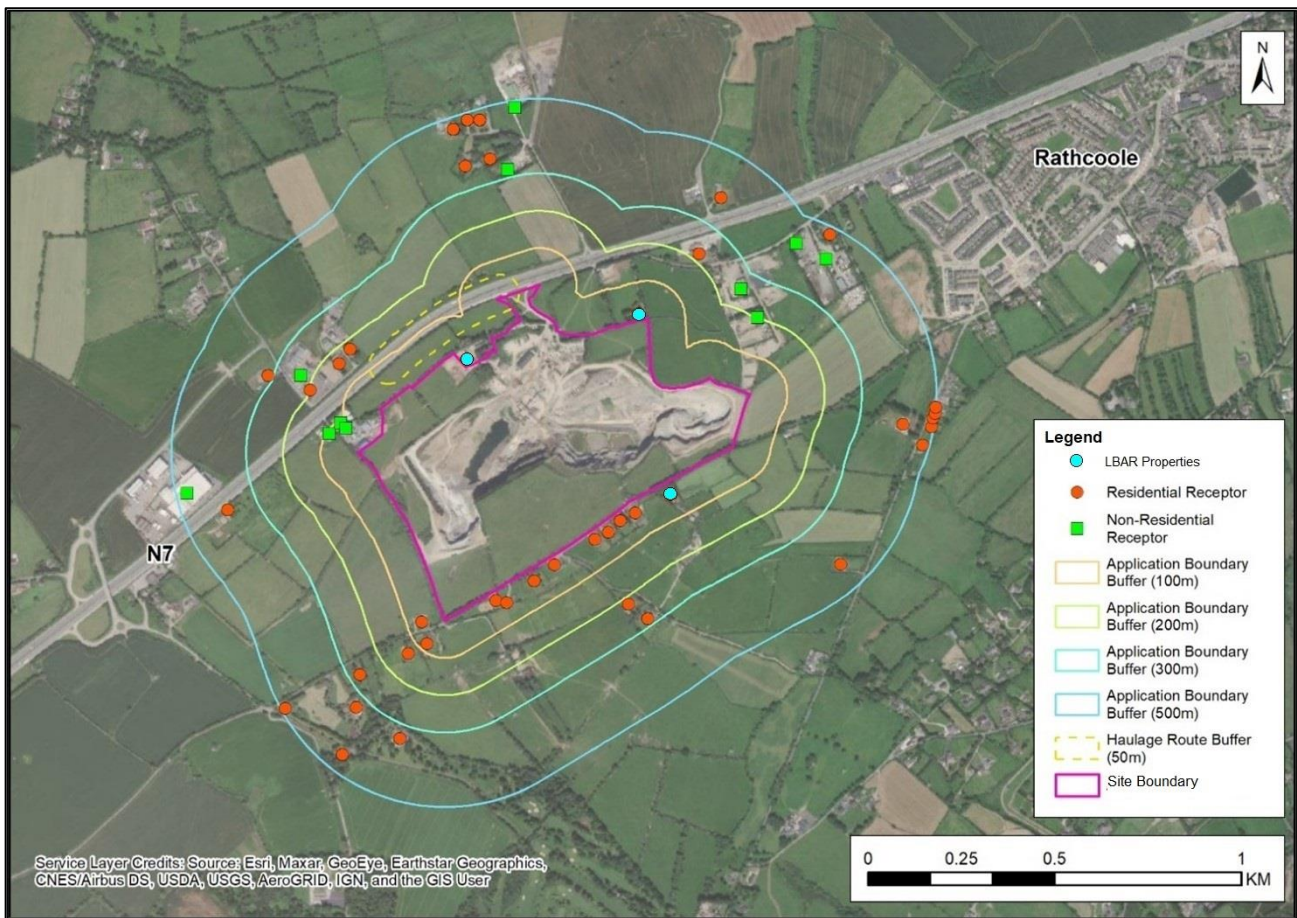 N
Rathcoole
N7
Legend
LBAR Properties
Residential Receptor
Non-Residential
Receptor
Application Boundary
Buffer (100m)
Application Boundary
Buffer (200m)
Application Boundary
Buffer (300m)
Application Boundary
Buffer (500m)
Haulage Route Buffer
(50m)
Site Boundary
Service Layer Credits: Source: Esri, Maxar, GeoEye, Earthstar Geographics,
CNES/Airbus DS, USDA, USGS, AeroGRID, IGN, and the GIS User
0 0.25 0.5 1
KM